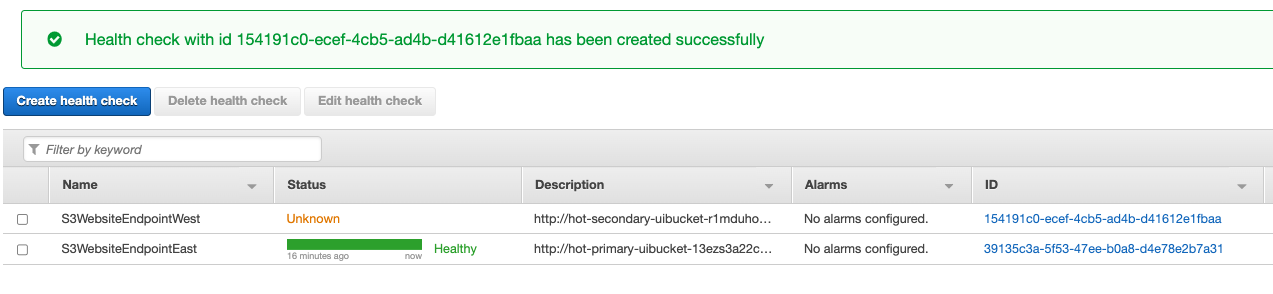 Health check with id 154191c0-ecef-4cb5-ad4b-d41612e1fbaa has been created successfully
Create health check Delete health check Edit health check
Filter by keyword
Name Status Description Alarms ID
S3WebsiteEndpointWest Unknown http://hot-secondary-uibucket-r1mduho... No alarms configured. 154191c0-ecef-4cb5-ad4b-d41612e1fbaa
S3WebsiteEndpointEast Healthy http://hot-primary-uibucket-13ezs3a22c... No alarms configured. 39135c3a-5f53-47ee-b0a8-d4e78e2b7a31
16 minutes ago now